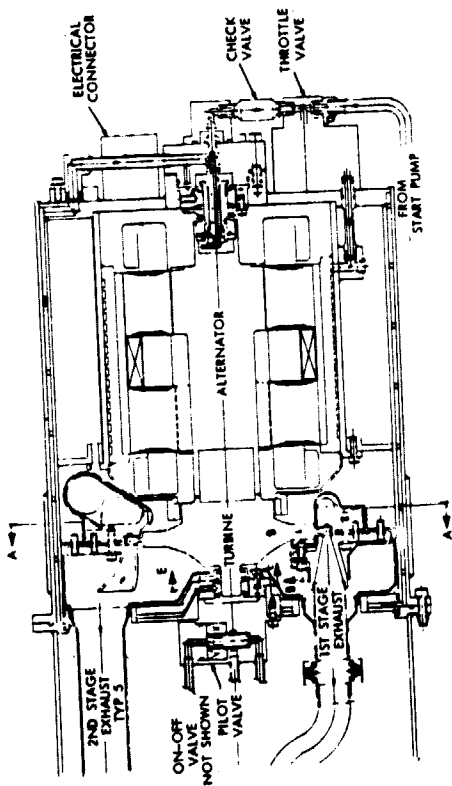 ELECTRICAL
CONNECTOR
CHECK
VALVE
THROTTLE
VALVE
FROM
START PUMP
ALTERNATOR
TURBINE
A
A
E
2ND STAGE
EXHAUST
TYP 5
ON-OFF
VALVE
NOT SHOWN
PILOT
VALVE
1ST STAGE
EXHAUST